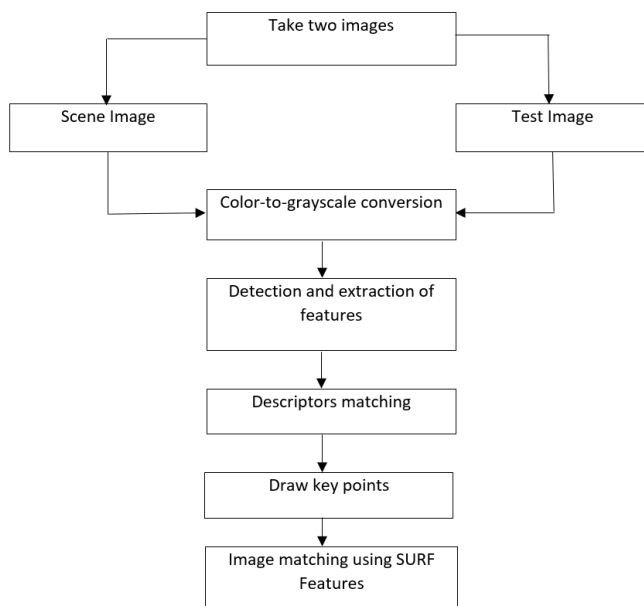 Take two images
Scene Image
Test Image
Color-to-grayscale conversion
Detection and extraction of
features
Descriptors matching
Draw key points
Image matching using SURF
Features